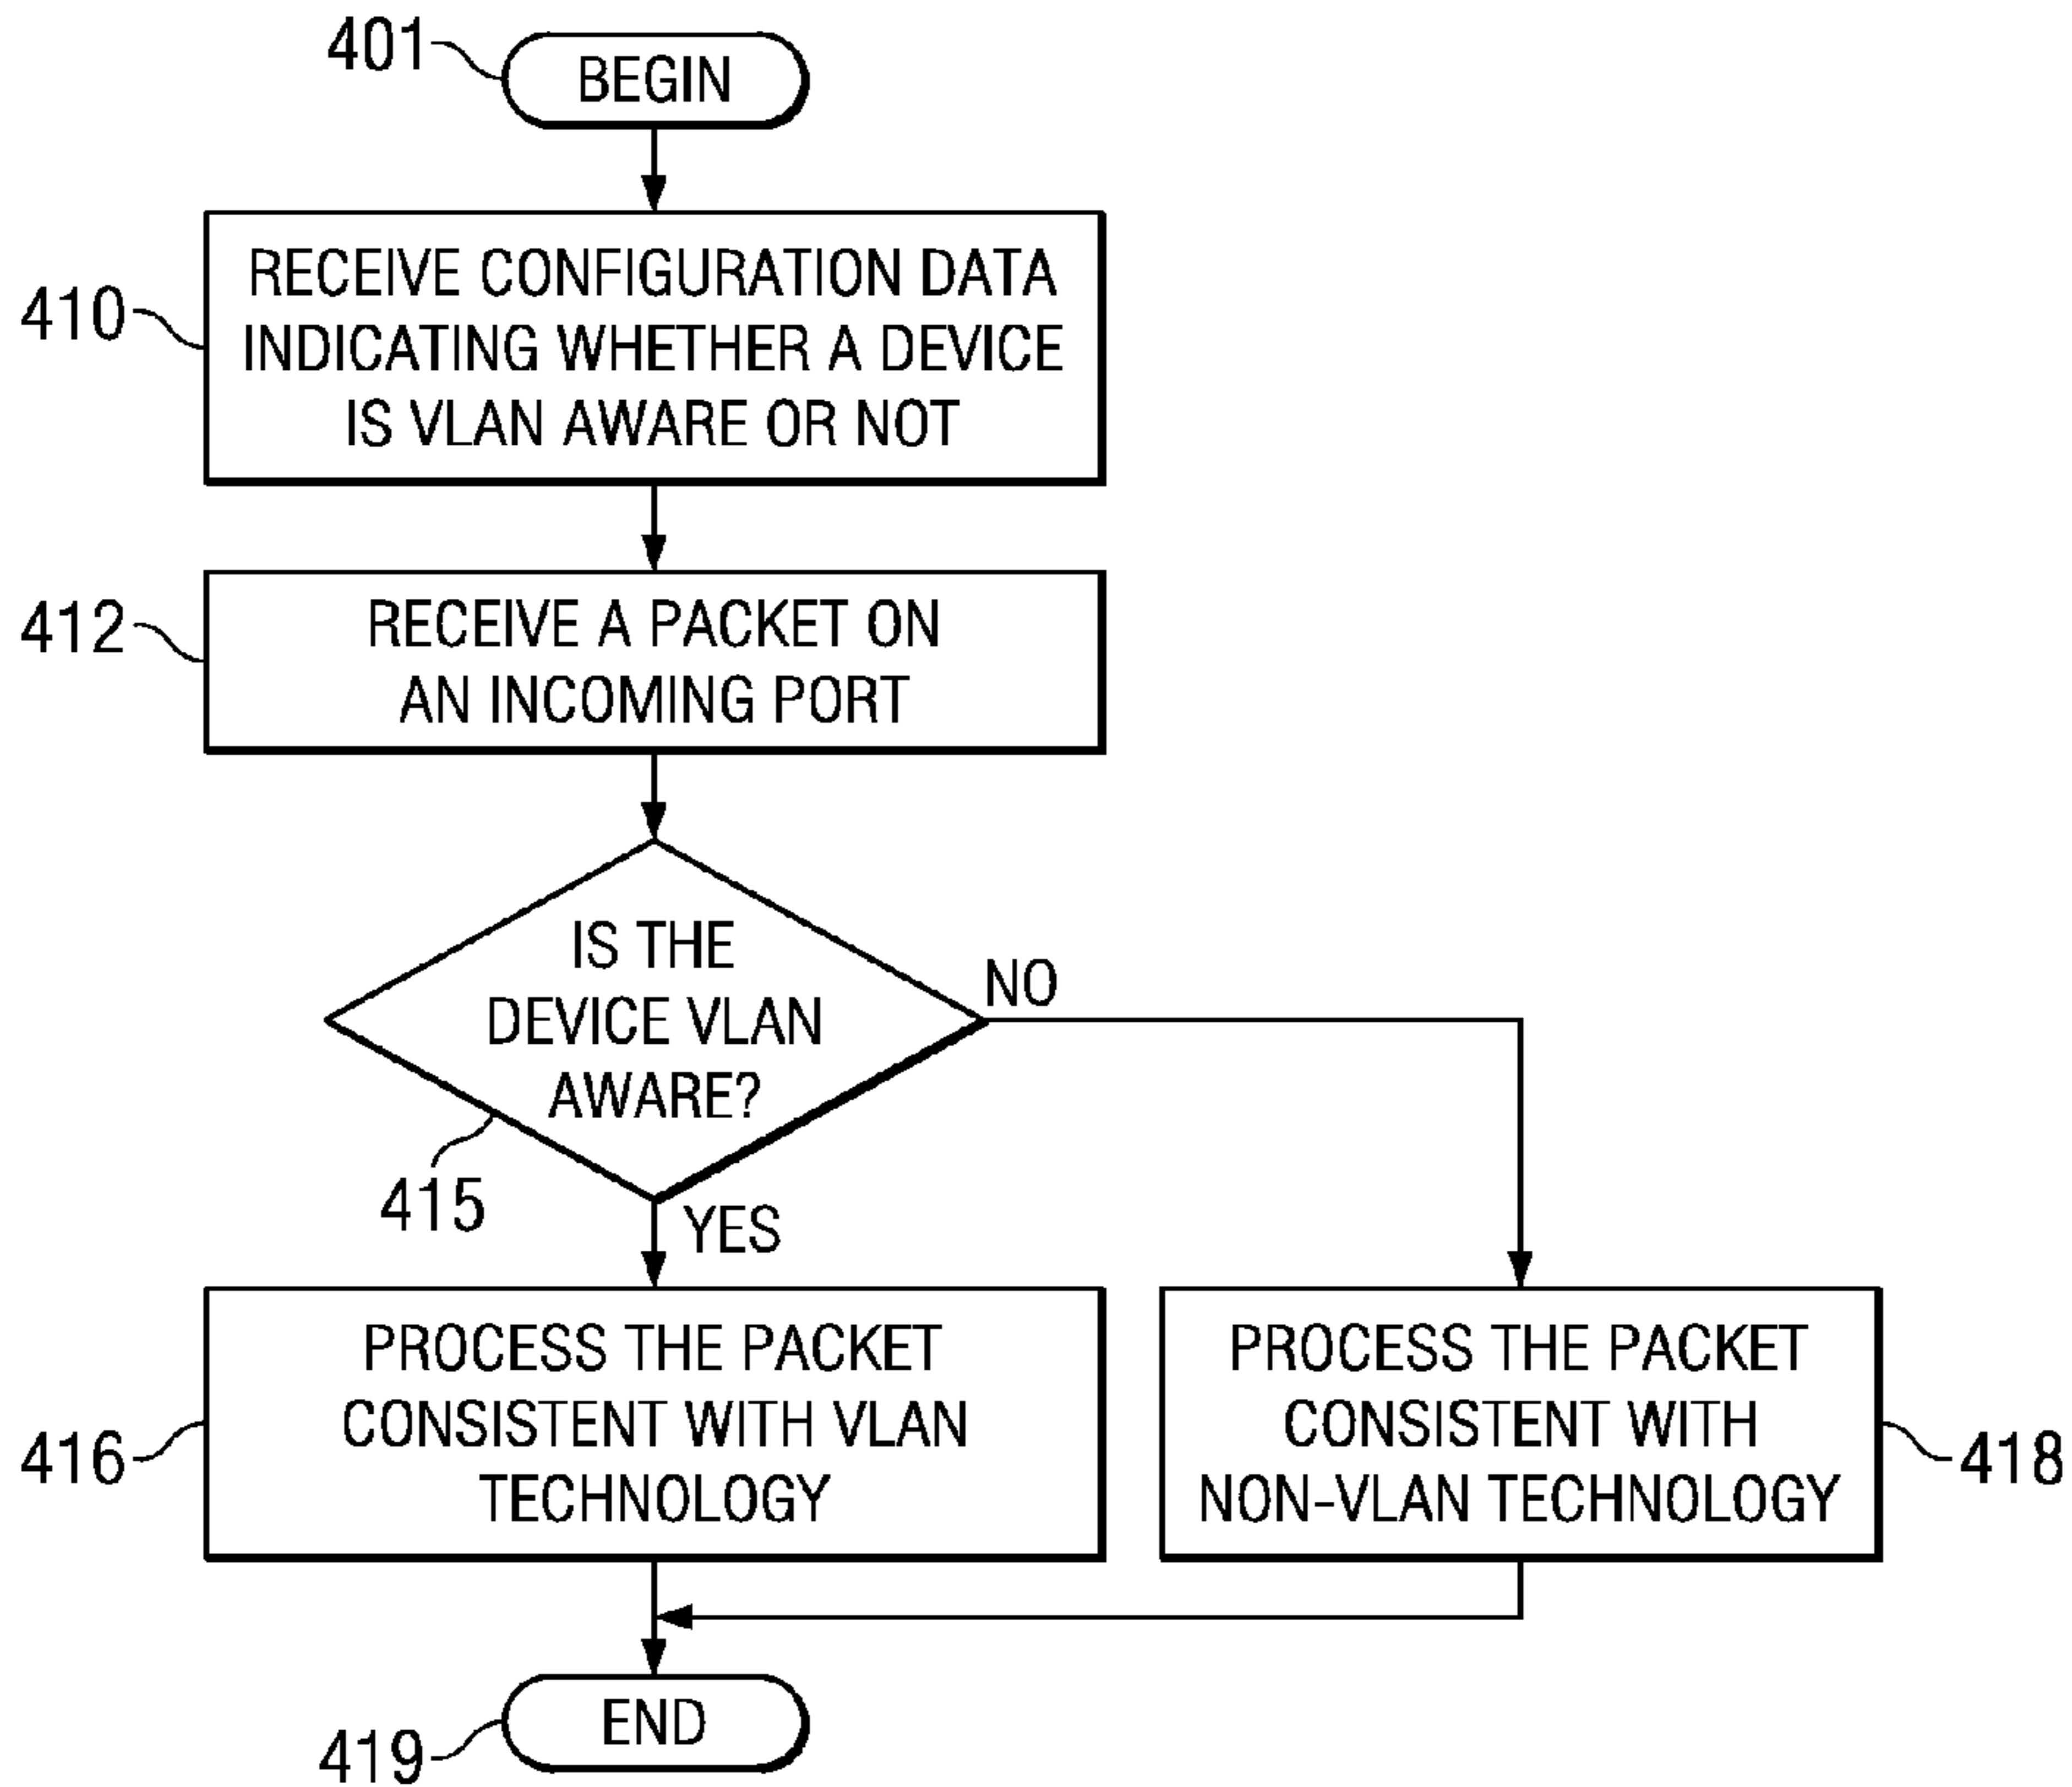 401
BEGIN
410
RECEIVE CONFIGURATION DATA
INDICATING WHETHER A DEVICE
IS VLAN AWARE OR NOT
412
RECEIVE A PACKET ON
AN INCOMING PORT
IS THE
DEVICE VLAN
AWARE?
NO
415
YES
416
PROCESS THE PACKET
CONSISTENT WITH VLAN
TECHNOLOGY
PROCESS THE PACKET
CONSISTENT WITH
NON-VLAN TECHNOLOGY
418
END
419